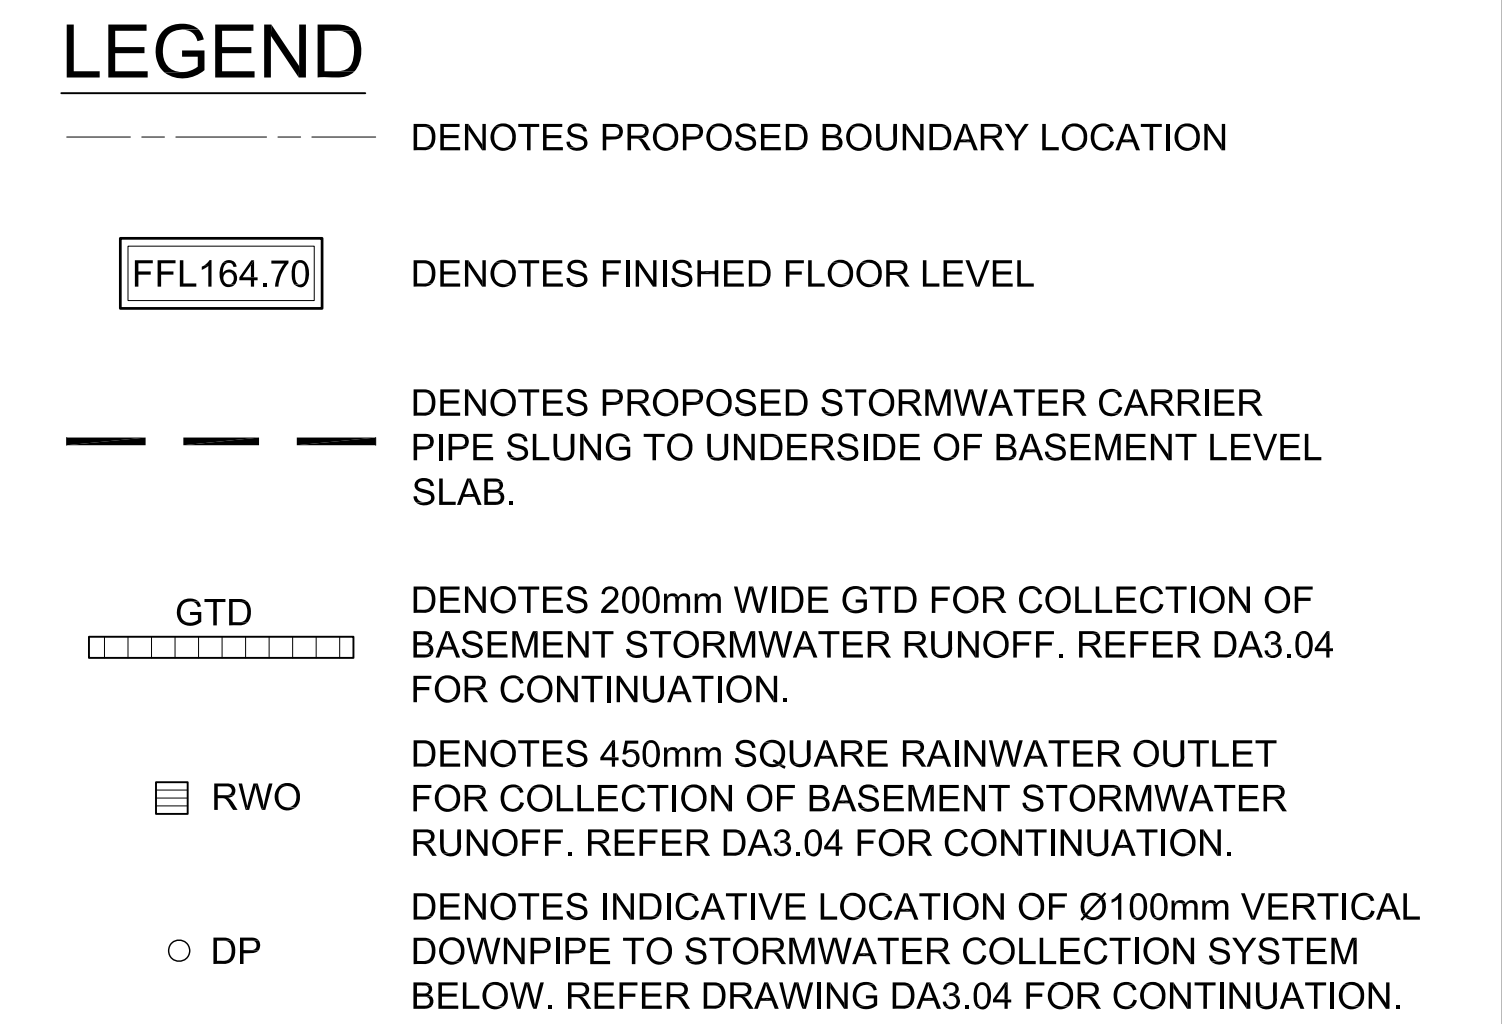 LEGEND
DENOTES PROPOSED BOUNDARY LOCATION
FFL164.70
DENOTES FINISHED FLOOR LEVEL
DENOTES PROPOSED STORMWATER CARRIER
PIPE SLUNG TO UNDERSIDE OF BASEMENT LEVEL
SLAB.
GTD
DENOTES 200mm WIDE GTD FOR COLLECTION OF
BASEMENT STORMWATER RUNOFF. REFER DA3.04
FOR CONTINUATION.
RWO
DENOTES 450mm SQUARE RAINWATER OUTLET
FOR COLLECTION OF BASEMENT STORMWATER
RUNOFF. REFER DA3.04 FOR CONTINUATION.
DP
DENOTES INDICATIVE LOCATION OF Ø100mm VERTICAL
DOWNPIPE TO STORMWATER COLLECTION SYSTEM
BELOW. REFER DRAWING DA3.04 FOR CONTINUATION.